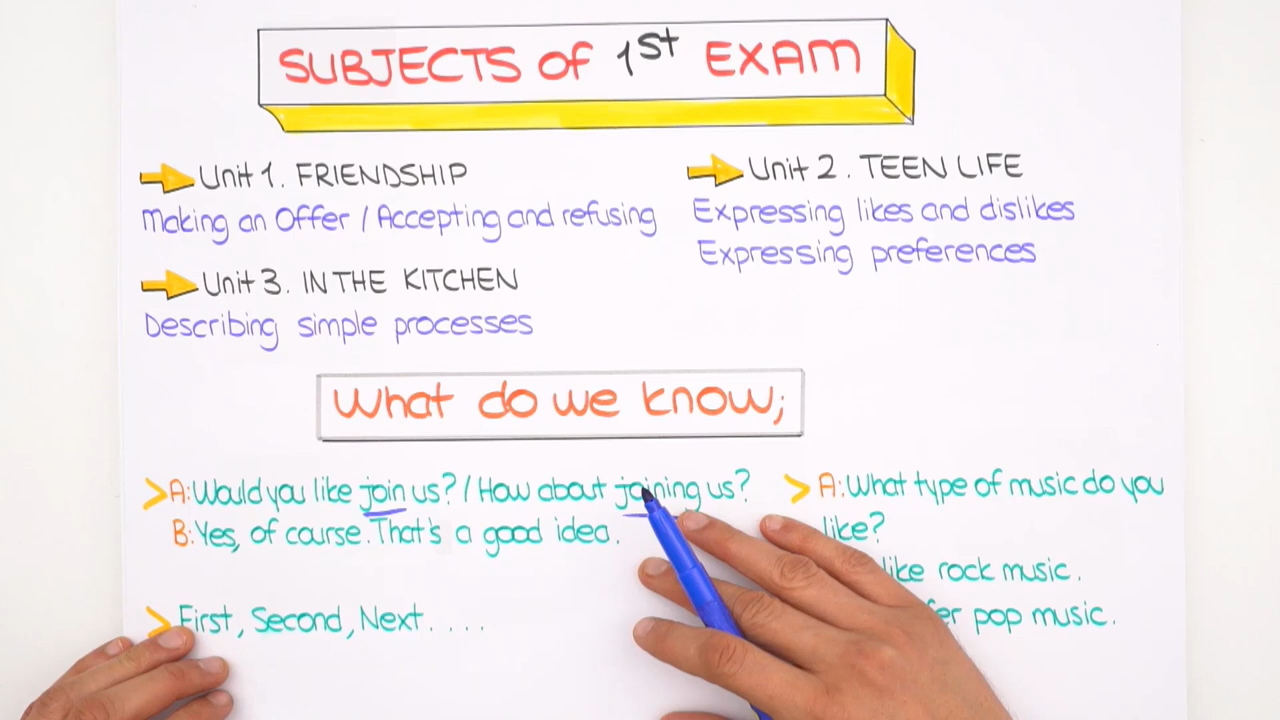 SUBJECTS of 1st EXAM
Unit 1. FRIENDSHIP
Making an Offer / Accepting and refusing
Unit 2. TEEN LIFE
Expressing likes and dislikes
Expressing preferences
Unit 3. IN THE KITCHEN
Describing simple processes
What do we know;
> A: Would you like join us? / How about joining us?
B: Yes, of course. That's a good idea.
> A: What type of music do you
like?
like rock music.
pop music.
> First, Second, Next . . . .